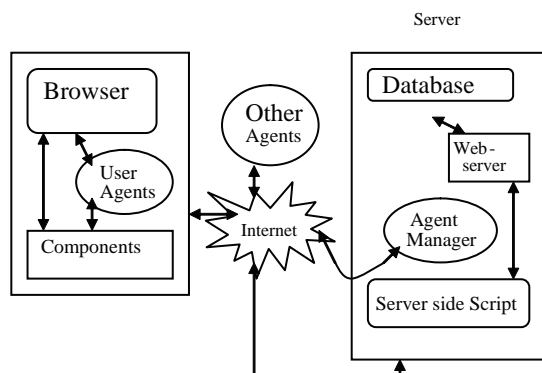 Server
Browser
User
Agents
Components
Other
Agents
Internet
Database
Web-
server
Agent
Manager
Server side Script